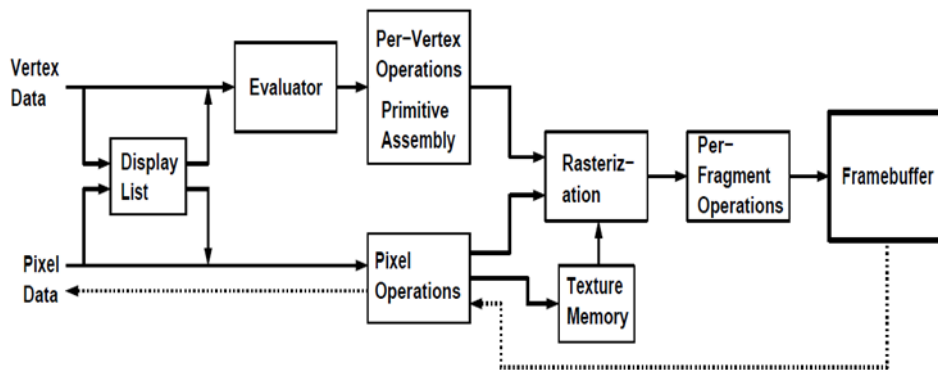 Vertex
Data
Evaluator
Per-Vertex
Operations
Primitive
Assembly
Display
List
Rasteriz-
ation
Per-
Fragment
Operations
Framebuffer
Pixel
Data
Pixel
Operations
Texture
Memory